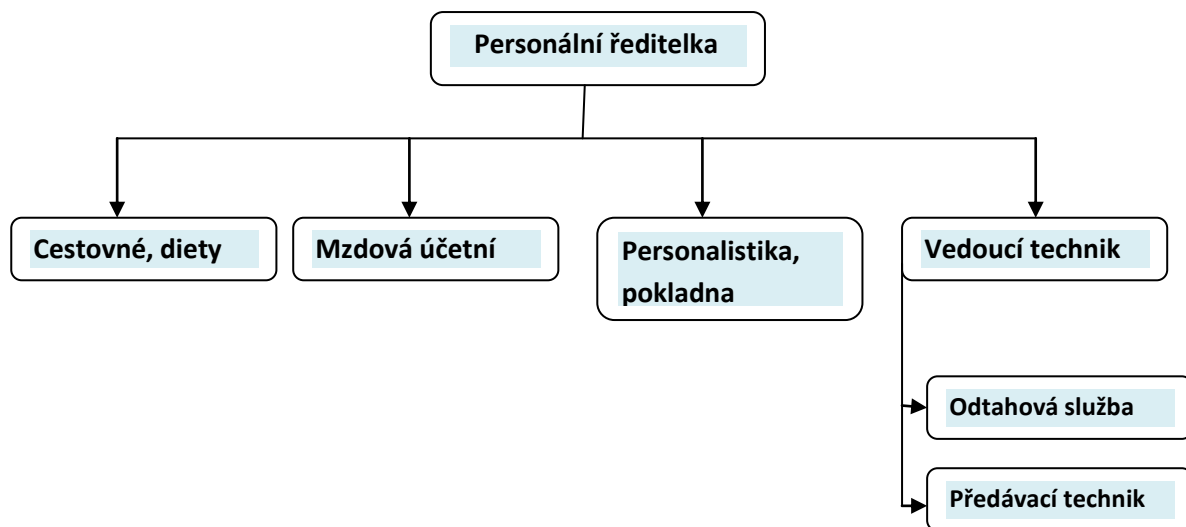 Personální ředitelka
Cestovné, diety
Mzdová účetní
Personalistika,
pokladna
Vedoucí technik
Odtahová služba
Předávací technik